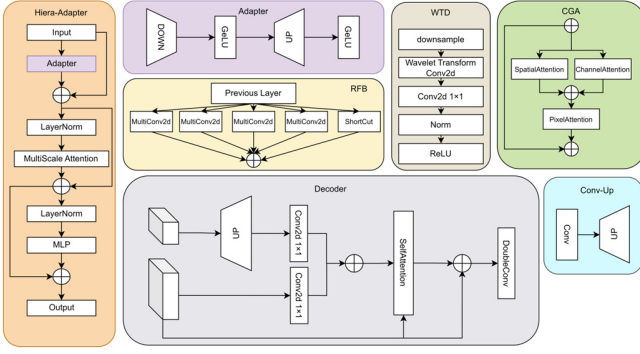 Hiera-Adapter
Input
Adapter
LayerNorm
MultiScale Attention
LayerNorm
MLP
Output
Adapter
DOWN
GeLU
UP
GeLU
RFB
Previous Layer
MultiConv2d
MultiConv2d
MultiConv2d
MultiConv2d
ShortCut
WTD
downsample
Wavelet Transform
Conv2d
Conv2d 1×1
Norm
ReLU
CGA
SpatialAttention
ChannelAttention
PixelAttention
Decoder
UP
Conv2d 1×1
Conv2d 1×1
SelfAttention
DoubleConv
Conv-Up
Conv
UP